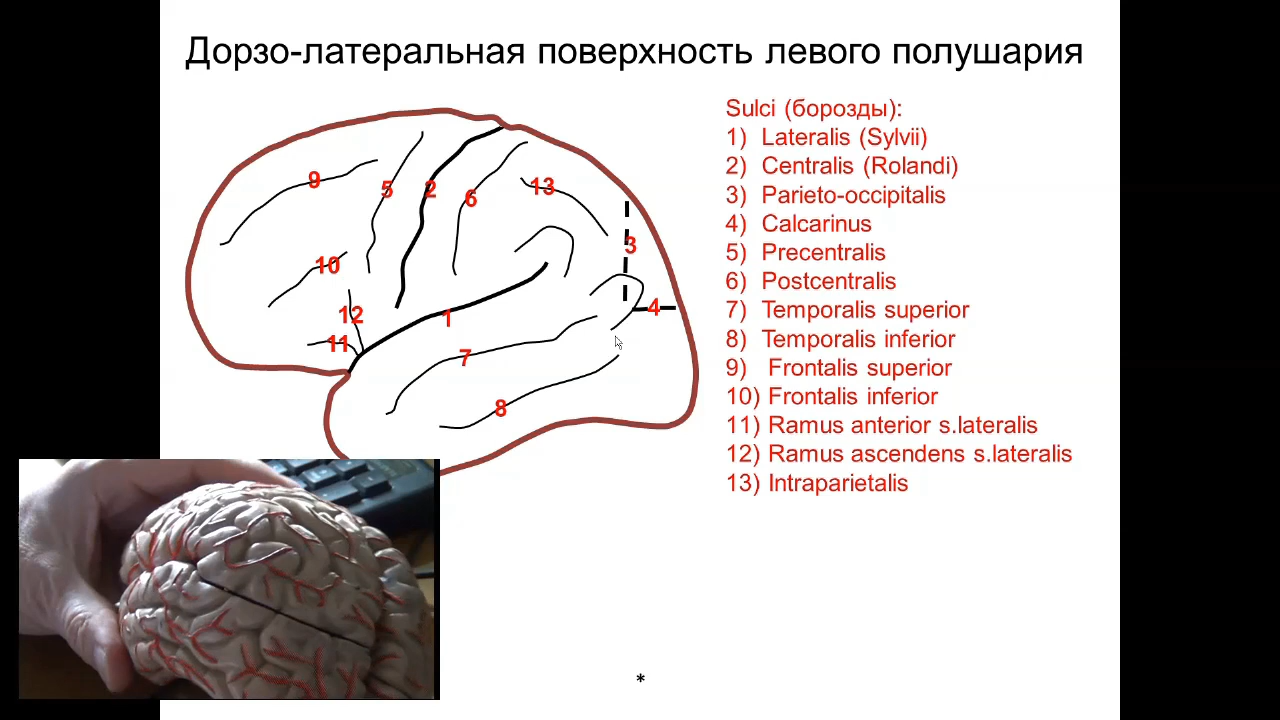 Дорзо-латеральная поверхность левого полушария
Sulci (борозды):
1) Lateralis (Sylvii)
2) Centralis (Rolandi)
3) Parieto-occipitalis
4) Calcarinus
5) Precentralis
6) Postcentralis
7) Temporalis superior
8) Temporalis inferior
9) Frontalis superior
10) Frontalis inferior
11) Ramus anterior s.lateralis
12) Ramus ascendens s.lateralis
13) Intraparietalis
9
5
2
6
13
3
10
12
1
4
11
7
8
*